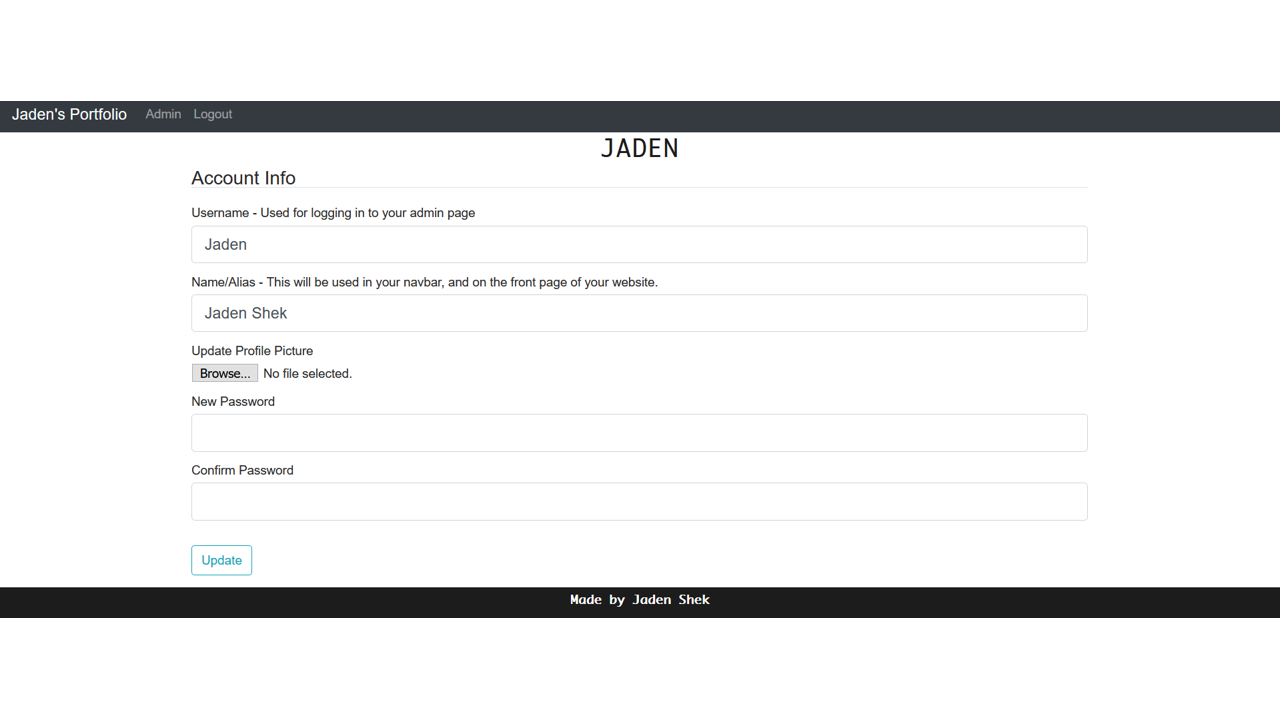 Jaden's Portfolio Admin Logout
JADEN
Account Info
Username - Used for logging in to your admin page
Jaden
Name/Alias - This will be used in your navbar, and on the front page of your website.
Jaden Shek
Update Profile Picture
Browse... No file selected.
New Password
Confirm Password
Update
Made by Jaden Shek